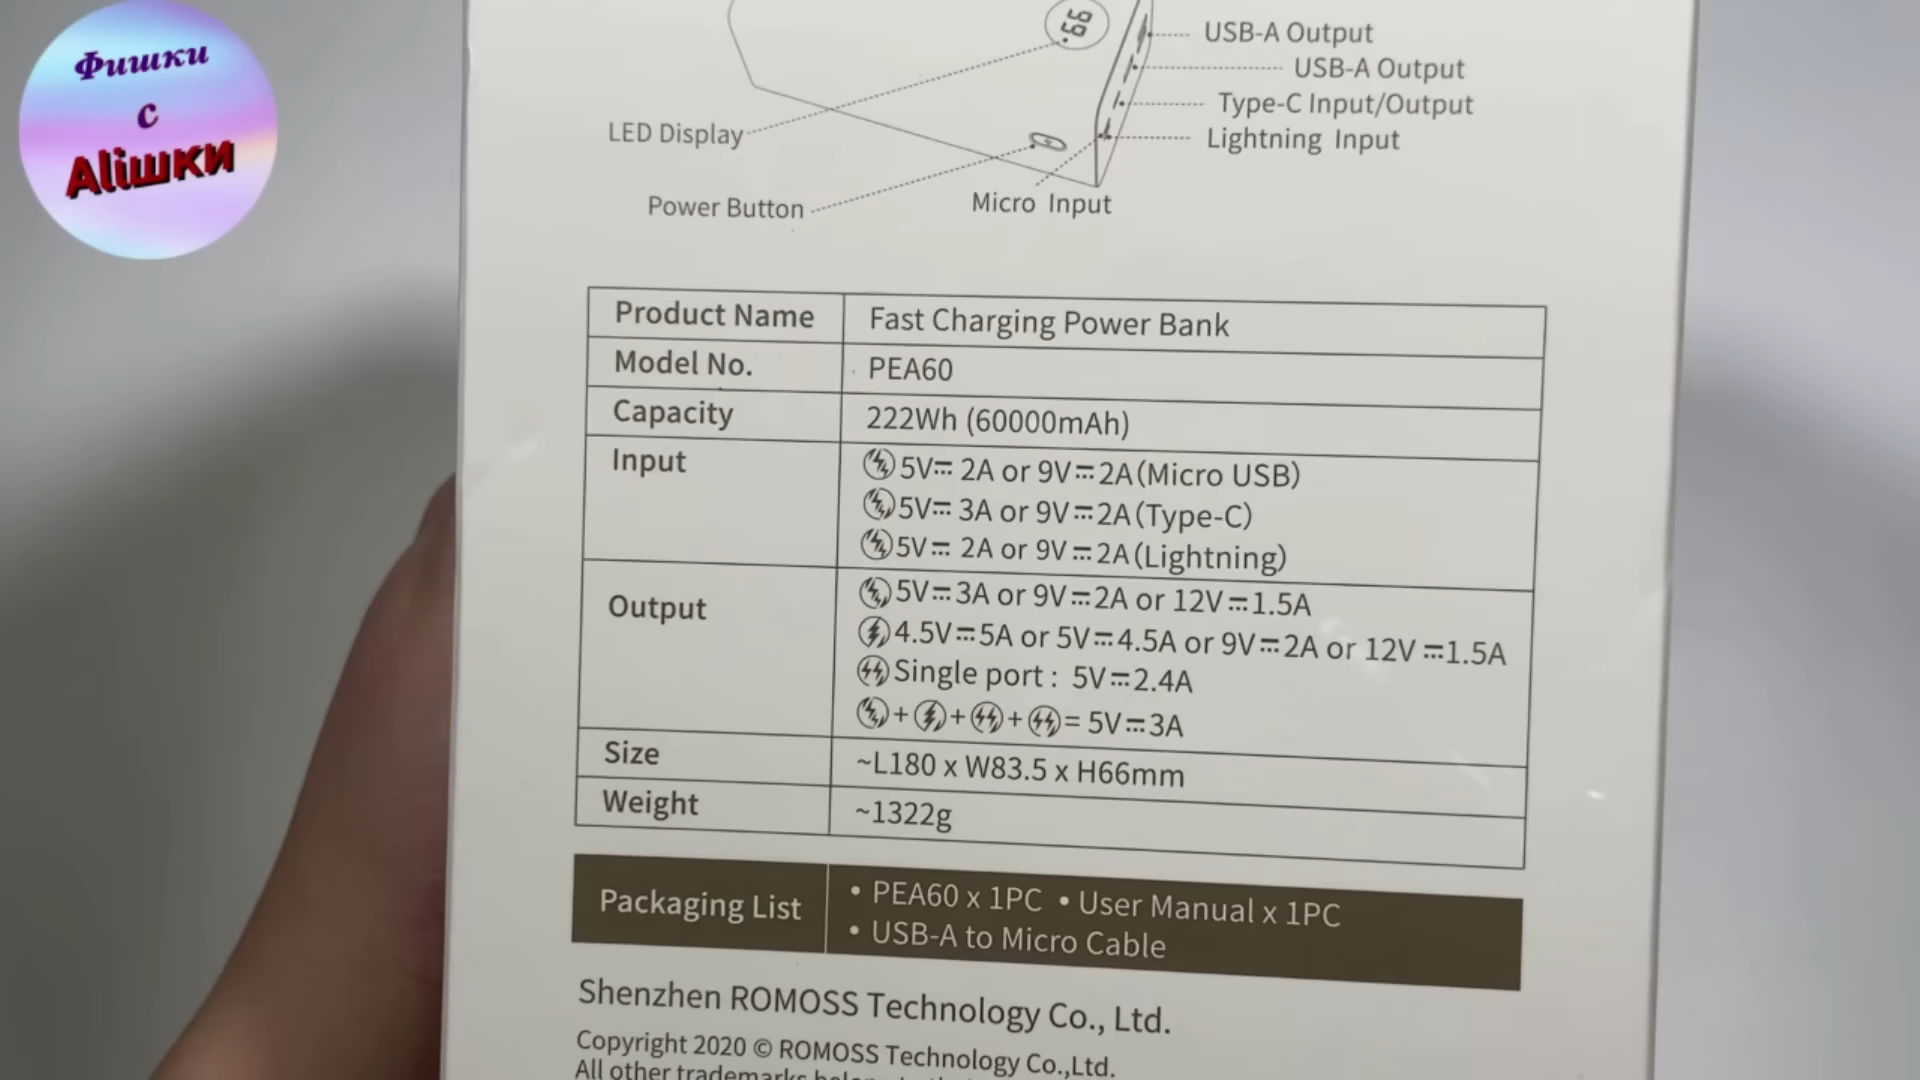 Фишки
с
Aliшки
99.
USB-A Output
USB-A Output
Type-C Input/Output
LED Display
Lightning Input
Power Button
Micro Input
Product Name Fast Charging Power Bank
Model No. PEA60
Capacity 222Wh (60000mAh)
Input 5V⎓2A or 9V⎓2A(Micro USB)
5V⎓3A or 9V⎓2A(Type-C)
5V⎓2A or 9V⎓2A(Lightning)
Output 5V⎓3A or 9V⎓2A or 12V⎓1.5A
4.5V⎓5A or 5V⎓4.5A or 9V⎓2A or 12V⎓1.5A
Single port : 5V⎓2.4A
+ + + = 5V⎓3A
Size ~L180 x W83.5 x H66mm
Weight ~1322g
Packaging List • PEA60 x 1PC • User Manual x 1PC
• USB-A to Micro Cable
Shenzhen ROMOSS Technology Co., Ltd.
Copyright 2020 © ROMOSS Technology Co.,Ltd.
All other trademarks